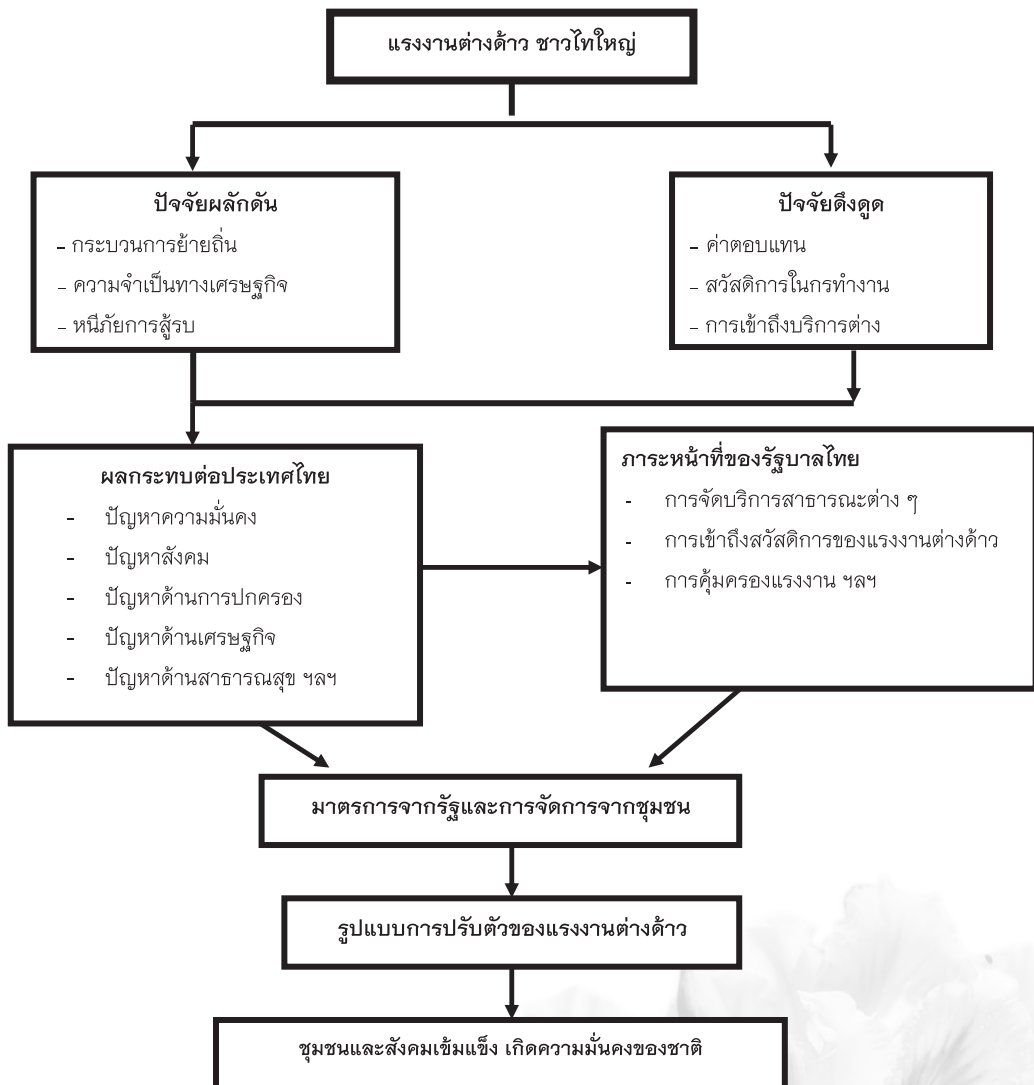 แรงงานต่างด้าว ชาวไทใหญ่
ปัจจัยผลักดัน
- กระบวนการย้ายถิ่น
- ความจำเป็นทางเศรษฐกิจ
- หนีภัยการสู้รบ
ปัจจัยดึงดูด
- ค่าตอบแทน
- สวัสดิการในกรทำงาน
- การเข้าถึงบริการต่าง
ผลกระทบต่อประเทศไทย
- ปัญหาความมั่นคง
- ปัญหาสังคม
- ปัญหาด้านการปกครอง
- ปัญหาด้านเศรษฐกิจ
- ปัญหาด้านสาธารณสุข ฯลฯ
ภาระหน้าที่ของรัฐบาลไทย
- การจัดบริการสาธารณะต่าง ๆ
- การเข้าถึงสวัสดิการของแรงงานต่างด้าว
- การคุ้มครองแรงงาน ฯลฯ
มาตรการจากรัฐและการจัดการจากชุมชน
รูปแบบการปรับตัวของแรงงานต่างด้าว
ชุมชนและสังคมเข้มแข็ง เกิดความมั่นคงของชาติ